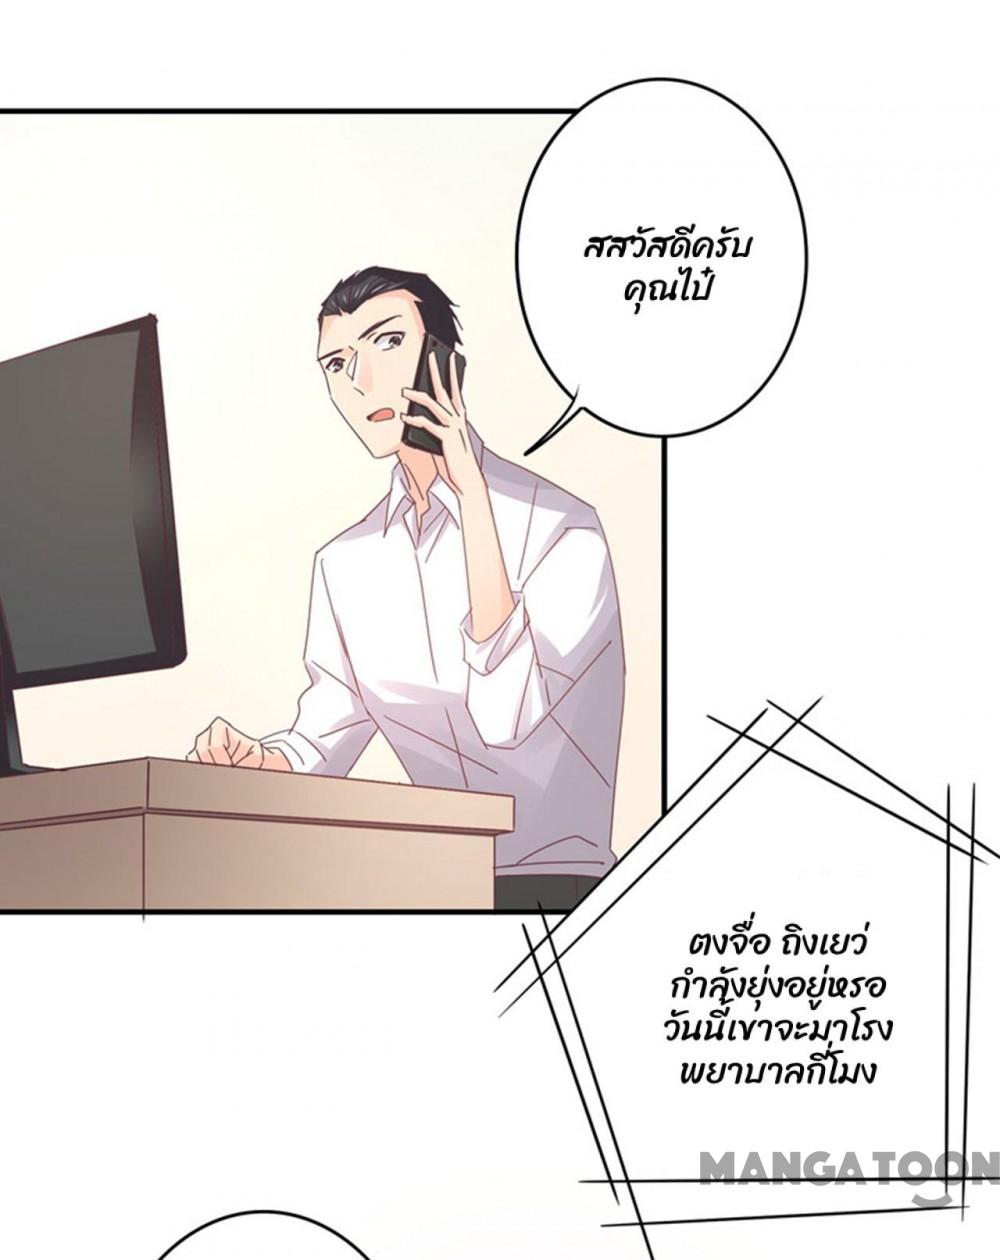 สสวัสดีครับ
คุณไป๋
ตงจื่อ ถิงเยว่
กำลังยุ่งอยู่หรอ
วันนี้เขาจะมาโรง
พยาบาลกี่โมง
MANGATOON